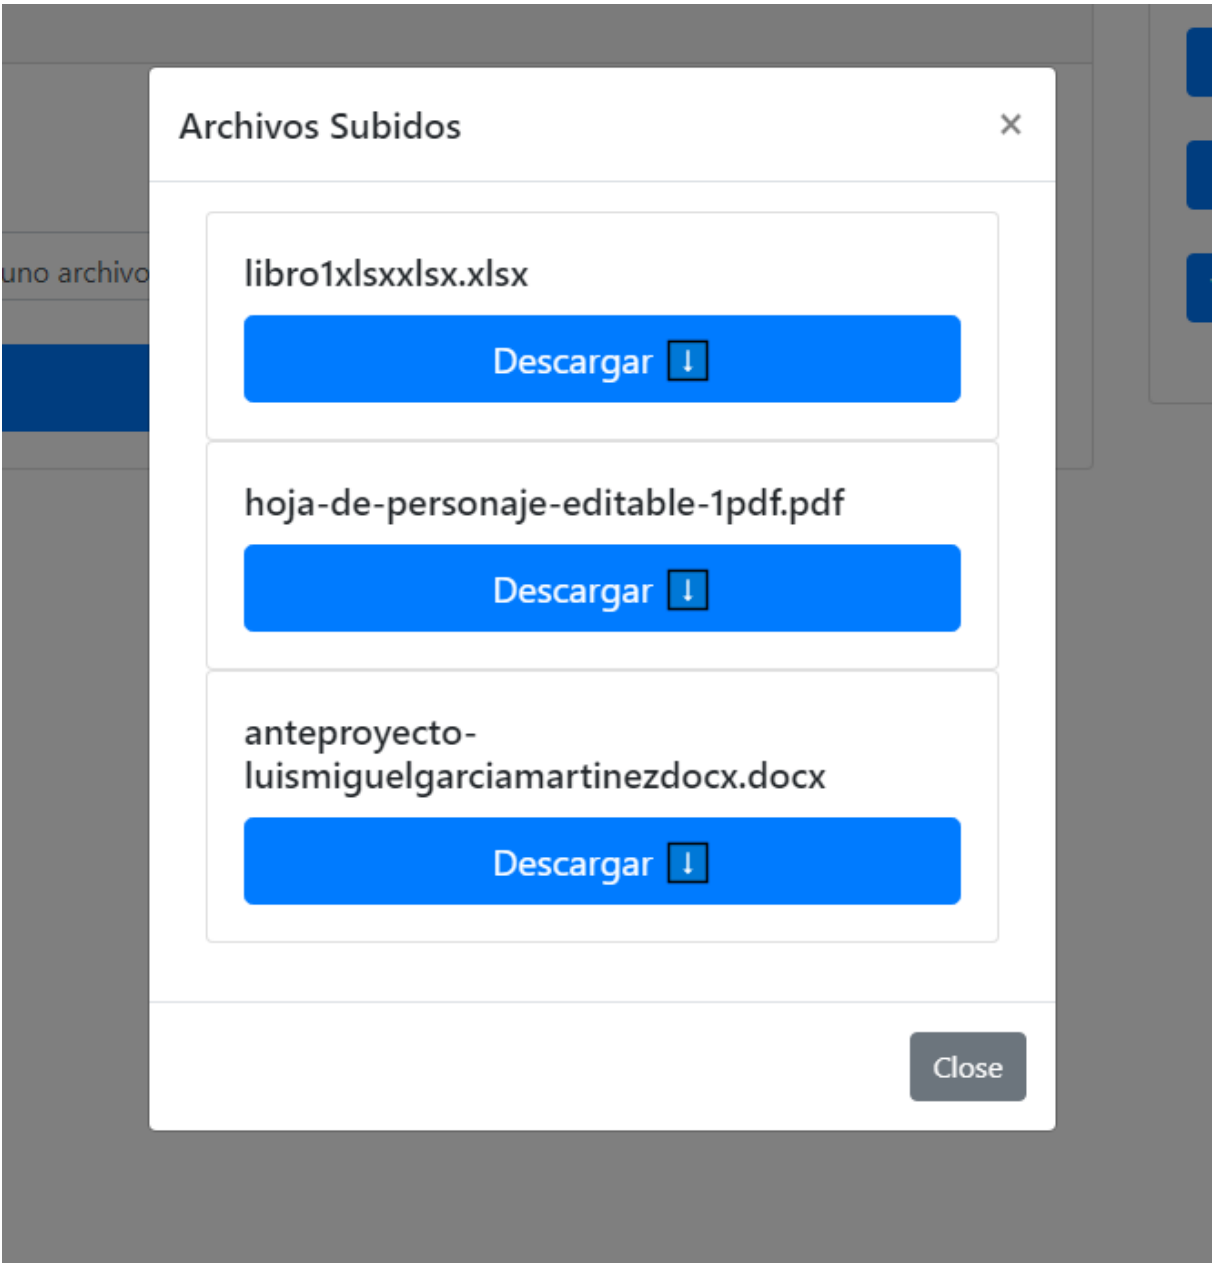 Archivos Subidos ×
uno archivo
libro1xlsxxlsx.xlsx
Descargar ⬇
hoja-de-personaje-editable-1pdf.pdf
Descargar ⬇
anteproyecto-
luismiguelgarciamartinezdocx.docx
Descargar ⬇
Close